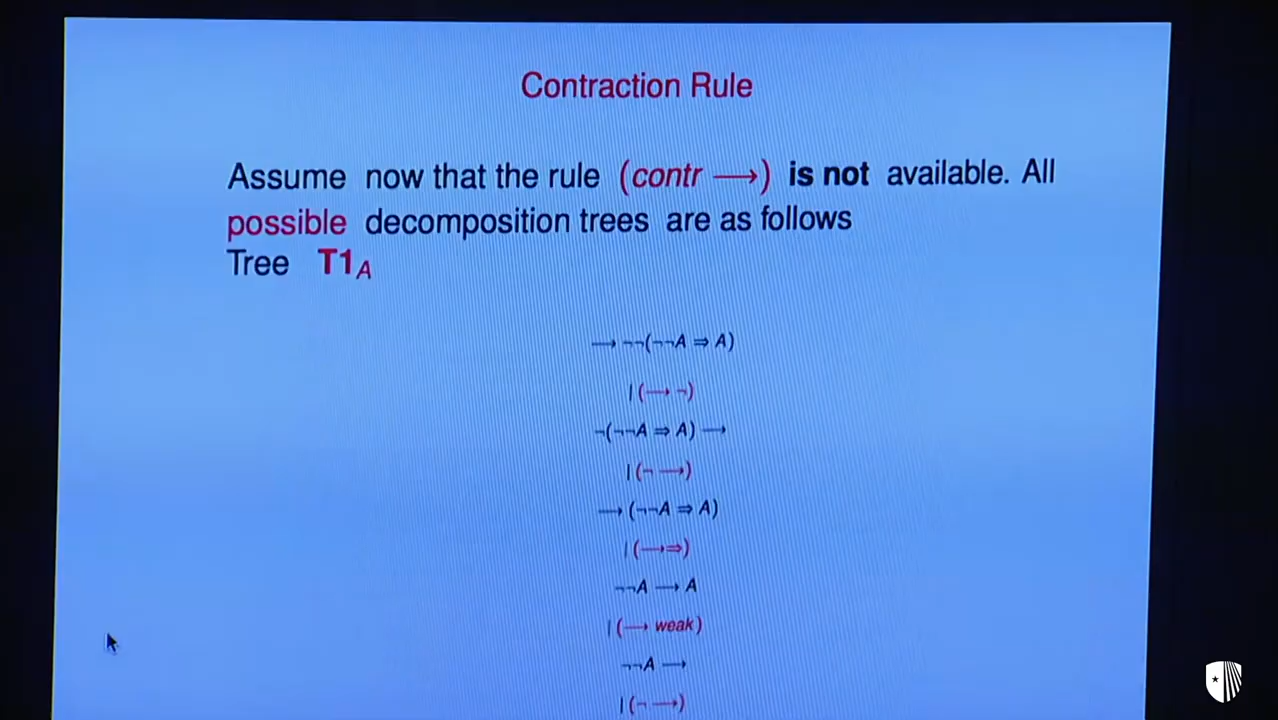 Contraction Rule
Assume now that the rule (contr ⟶) is not available. All
possible decomposition trees are as follows
Tree T1A
⟶ ¬¬(¬¬A ⇒ A)
| (⟶ ¬)
¬(¬¬A ⇒ A) ⟶
| (¬ ⟶)
⟶ (¬¬A ⇒ A)
| (⟶⇒)
¬¬A ⟶ A
| (⟶ weak)
¬¬A ⟶
| (¬ ⟶)